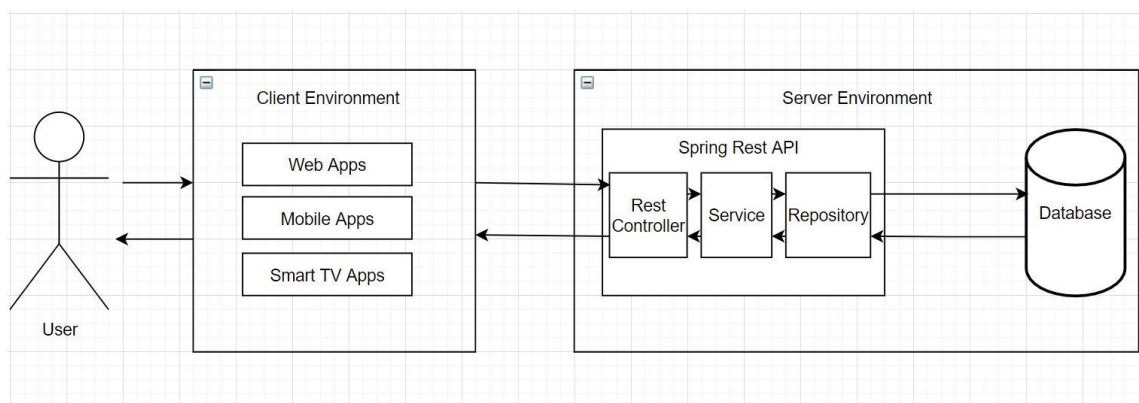 Client Environment
Server Environment
Web Apps
Mobile Apps
Smart TV Apps
Spring Rest API
Rest
Controller
Service
Repository
Database
User